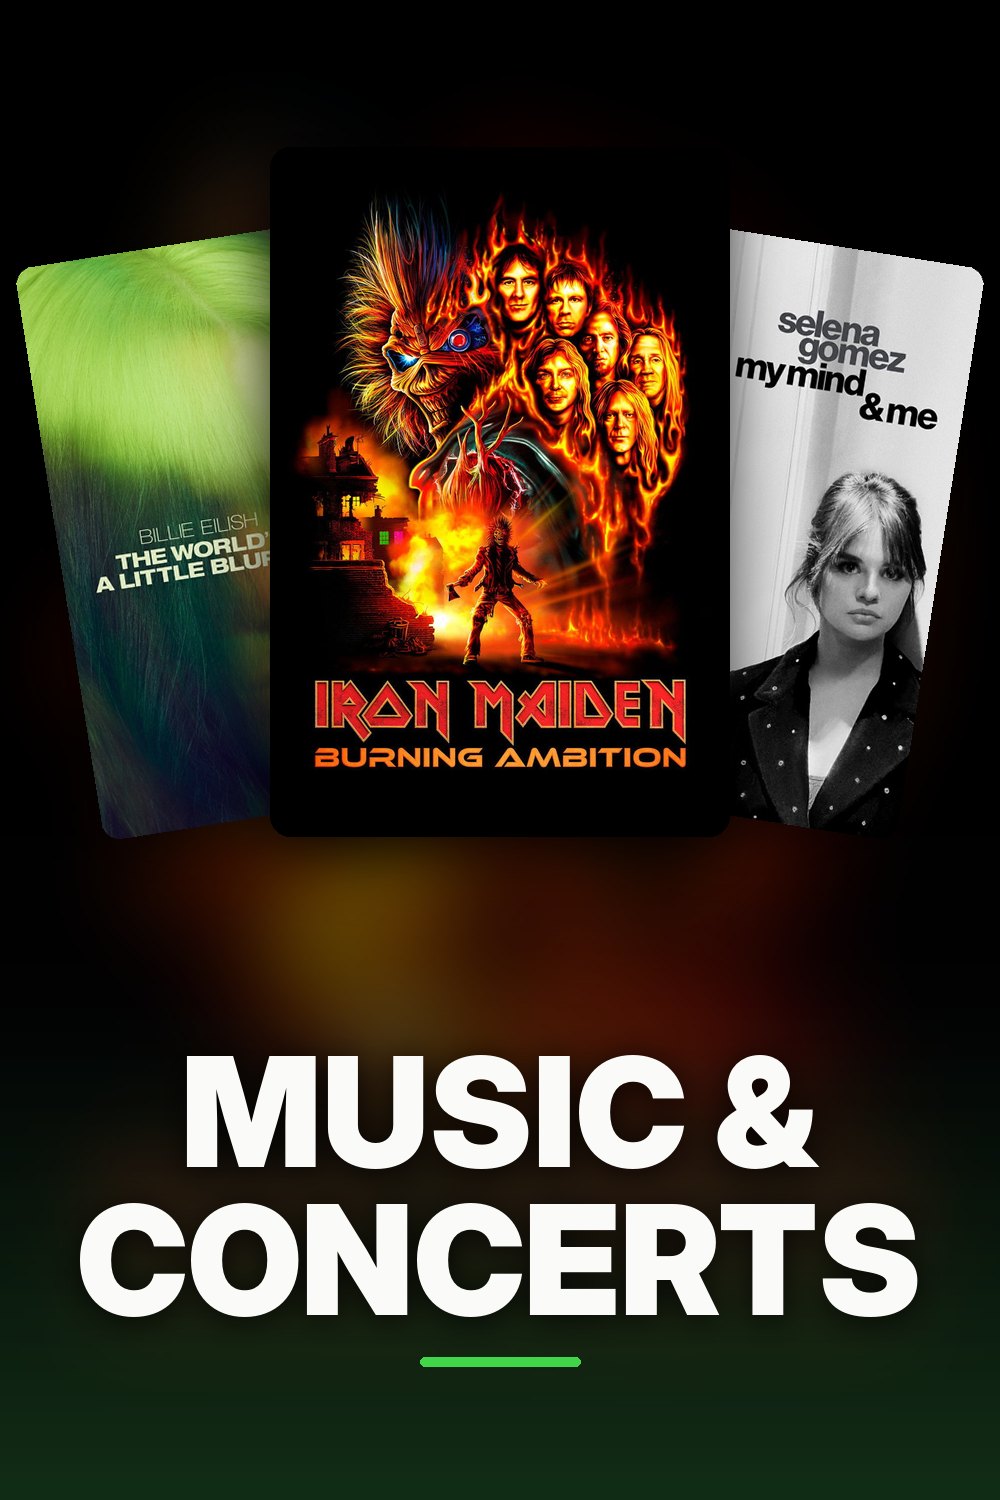 BILLIE EILISH
THE WORLD'
A LITTLE BLUR
IRON MAIDEN
BURNING AMBITION
selena
gomez
my mind
& me
MUSIC &
CONCERTS